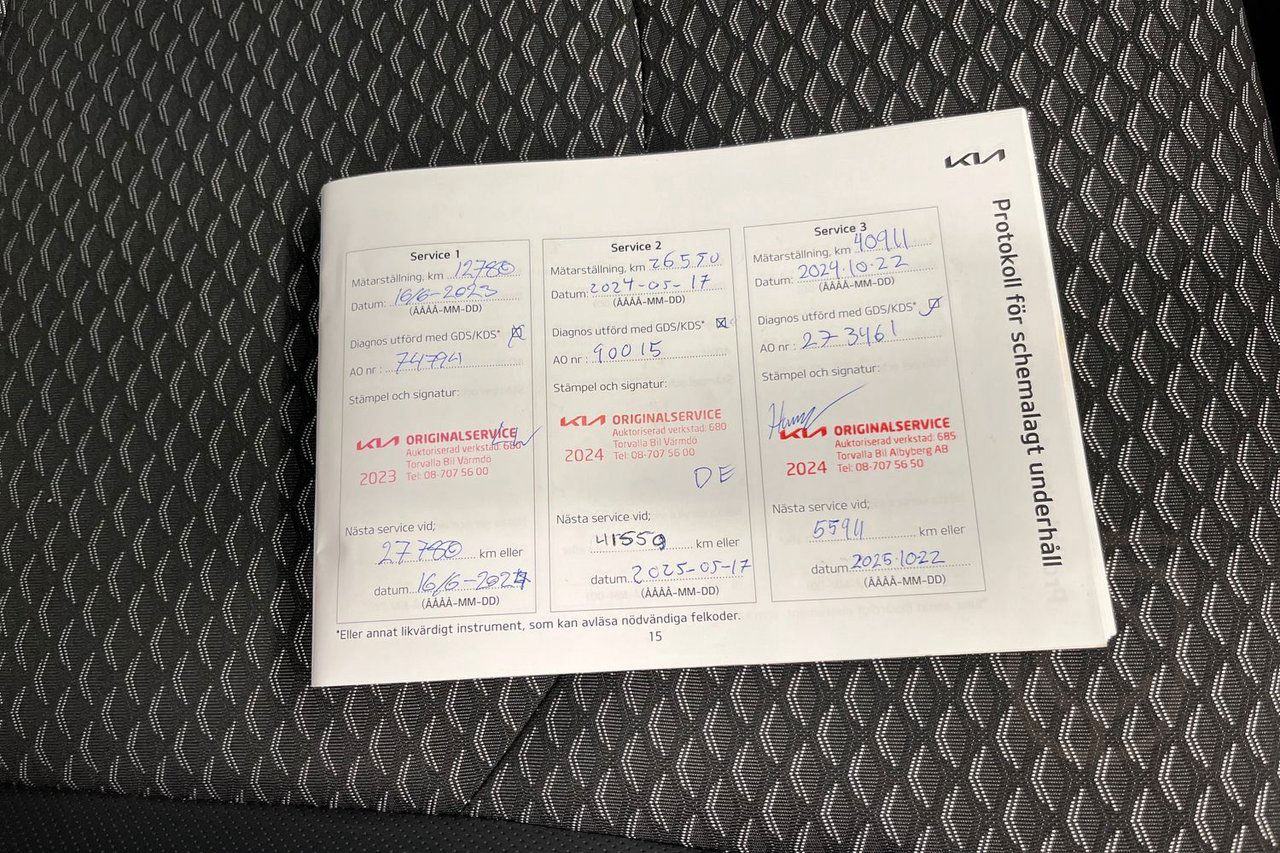 KIA
Protokoll för schemalagt underhåll
Service 1
Mätarställning, km 12780
Datum: 16/6-2023
(ÅÅÅÅ-MM-DD)
Diagnos utförd med GDS/KDS*
AO nr : 74794
Stämpel och signatur:
KIA ORIGINALSERVICE
Auktoriserad verkstad: 680
Torvalla Bil Värmdö
2023 Tel: 08-707 56 00
Nästa service vid;
27780 km eller
datum. 16/6-2024
(ÅÅÅÅ-MM-DD)
Service 2
Mätarställning, km 26550
Datum: 2024-05-17
(ÅÅÅÅ-MM-DD)
Diagnos utförd med GDS/KDS*
AO nr : 90015
Stämpel och signatur:
KIA ORIGINALSERVICE
Auktoriserad verkstad: 680
Torvalla Bil Värmdö
2024 Tel: 08-707 56 00
DE
Nästa service vid;
41550 km eller
datum. 2025-05-17
(ÅÅÅÅ-MM-DD)
Service 3
Mätarställning, km 40911
Datum: 2024.10.22
(ÅÅÅÅ-MM-DD)
Diagnos utförd med GDS/KDS*
AO nr : 273461
Stämpel och signatur:
KIA ORIGINALSERVICE
Auktoriserad verkstad: 685
Torvalla Bil Albyberg AB
2024 Tel: 08-707 56 50
Nästa service vid;
55911 km eller
datum. 2025.10.22
(ÅÅÅÅ-MM-DD)
*Eller annat likvärdigt instrument, som kan avläsa nödvändiga felkoder.
15